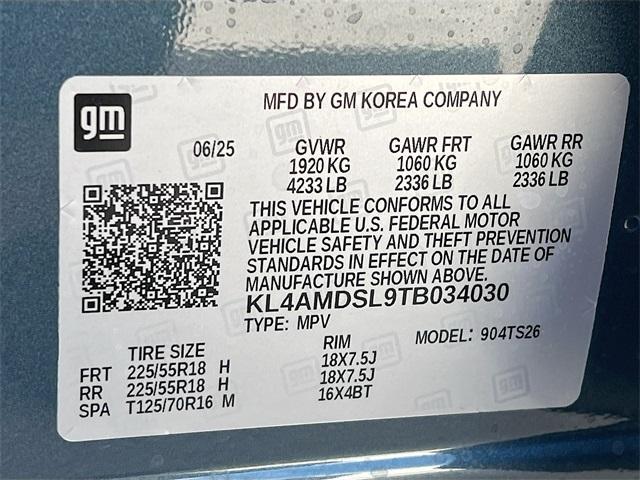 gm
MFD BY GM KOREA COMPANY
06/25 GVWR GAWR FRT GAWR RR
1920 KG 1060 KG 1060 KG
4233 LB 2336 LB 2336 LB
THIS VEHICLE CONFORMS TO ALL
APPLICABLE U.S. FEDERAL MOTOR
VEHICLE SAFETY AND THEFT PREVENTION
STANDARDS IN EFFECT ON THE DATE OF
MANUFACTURE SHOWN ABOVE.
KL4AMDSL9TB034030
TYPE: MPV MODEL: 904TS26
TIRE SIZE RIM
FRT 225/55R18 H 18X7.5J
RR 225/55R18 H 18X7.5J
SPA T125/70R16 M 16X4BT